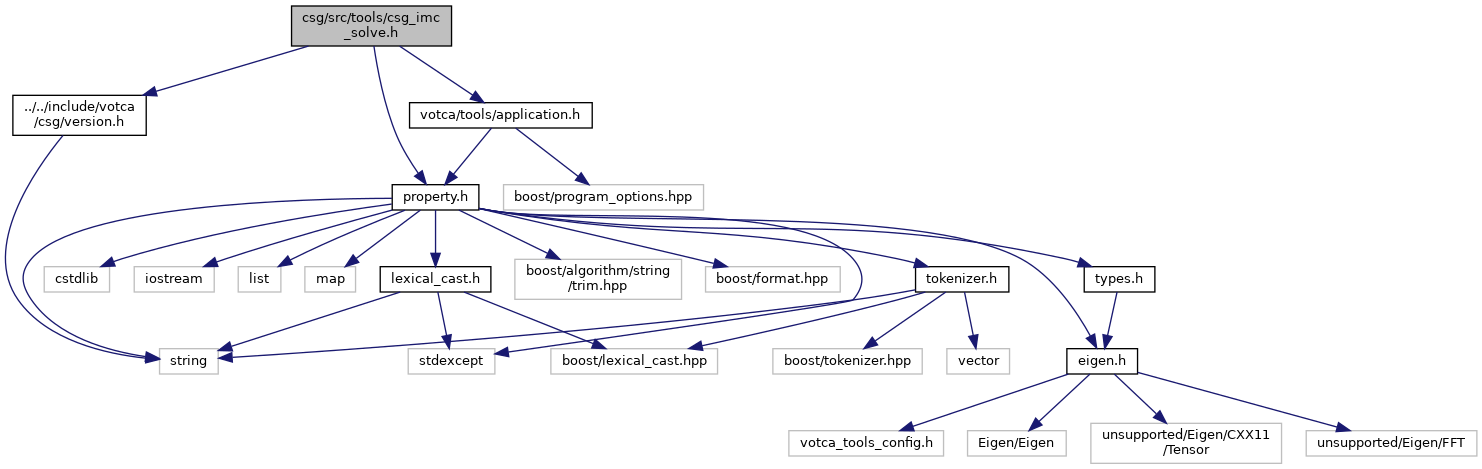 csg/src/tools/csg_imc
_solve.h
../../include/votca
/csg/version.h
votca/tools/application.h
property.h
boost/program_options.hpp
cstdlib
iostream
list
map
lexical_cast.h
boost/algorithm/string
/trim.hpp
boost/format.hpp
tokenizer.h
types.h
string
stdexcept
boost/lexical_cast.hpp
boost/tokenizer.hpp
vector
eigen.h
votca_tools_config.h
Eigen/Eigen
unsupported/Eigen/CXX11
/Tensor
unsupported/Eigen/FFT